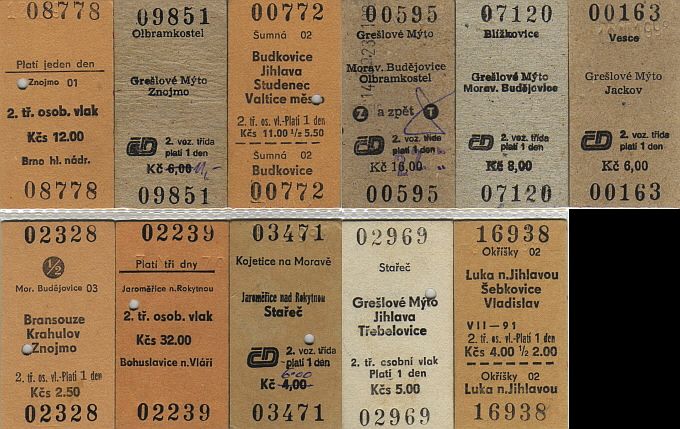 08778
Platí jeden den
Znojmo 01
2. tř. osob. vlak
Kčs 12.00
Brno hl. nádr.
08778
09851
Olbramkostel
Grešlové Mýto
Znojmo
ČD 2. voz. třída
platí 1 den
Kč 6,00 11,-
09851
00772
Sumná 02
Budkovice
Jihlava
Studenec
Valtice město
2. tř. os. vl.-Platí 1 den
Kčs 11.00 ½ 5.50
Sumná 02
Budkovice
00772
00595
Grešlové Mýto
Morav. Budějovice
Olbramkostel
Z a zpět T
ČD 2. voz. třída
platí 1 den
Kč 16,00
00595
07120
Blížkovice
Grešlové Mýto
Morav. Budějovice
ČD 2. voz. třída
platí 1 den
Kč 8,00
07120
00163
Vesce
Grešlové Mýto
Jackov
ČD 2. voz. třída
platí 1 den
Kč 6,00
00163
02328
½
Mor. Budějovice 03
Bransouze
Krahulov
Znojmo
2. tř. os. vl.-Platí 1 den
Kčs 2.50
02328
02239
Platí tři dny
Jaroměřice n.Rokytnou
2. tř. osob. vlak
Kčs 32.00
Bohuslavice n.Vláří
02239
03471
Kojetice na Moravě
Jaroměřice nad Rokytnou
Stařeč
ČD 2. voz. třída
platí 1 den
6.00
Kč 4,00
03471
02969
Stařeč
Grešlové Mýto
Jihlava
Třebelovice
2. tř. osobní vlak
Platí 1 den
Kčs 5.00
02969
16938
Okříšky 02
Luka n.Jihlavou
Šebkovice
Vladislav
VII-91
2. tř. os. vl.-Platí 1 den
Kčs 4.00 ½ 2.00
Okříšky 02
Luka n.Jihlavou
16938